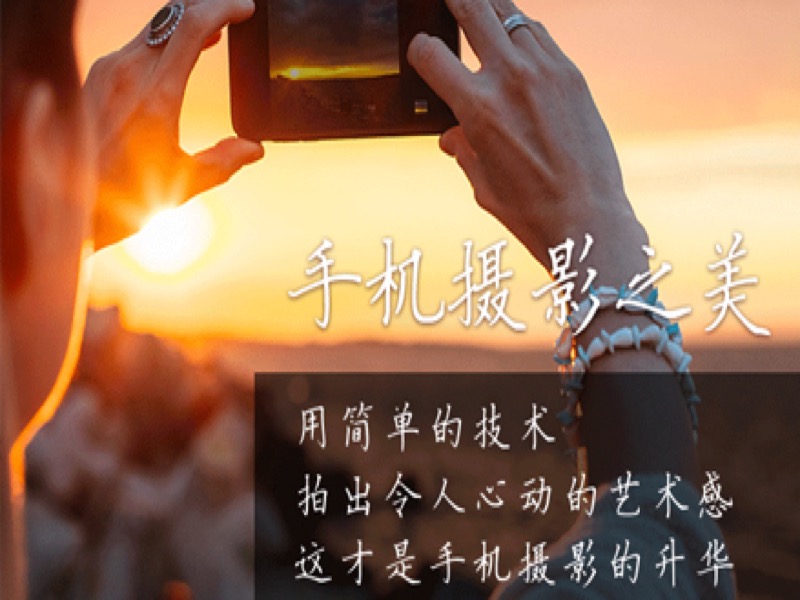 手机摄影之美
用简单的技术
拍出令人心动的艺术感
这才是手机摄影的升华